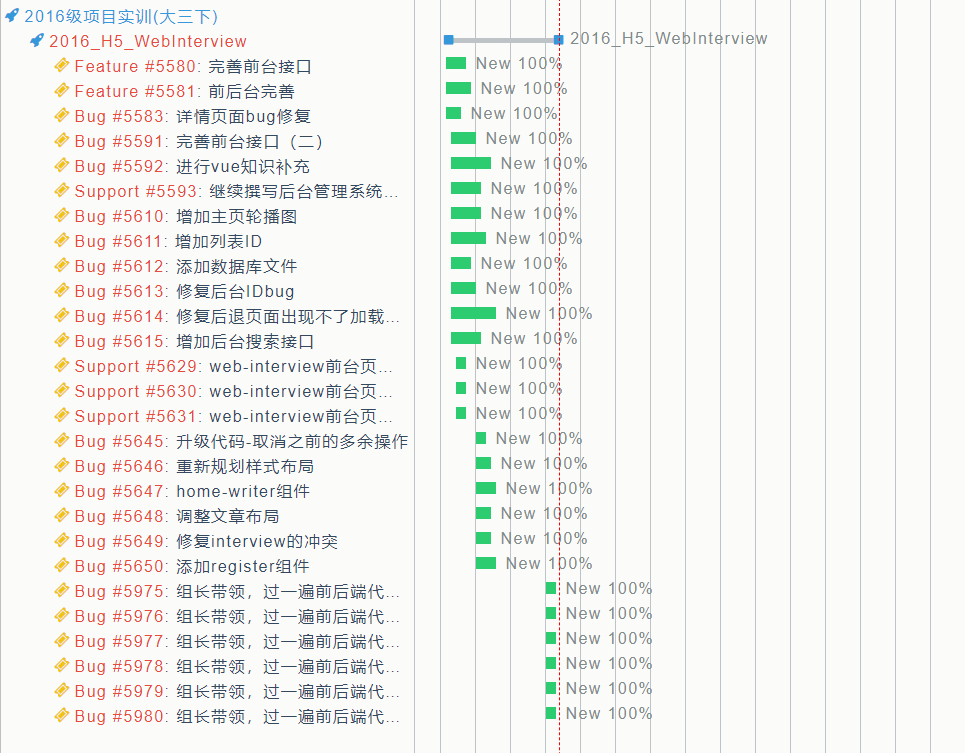 2016级项目实训(大三下)
2016_H5_WebInterview 2016_H5_WebInterview
Feature #5580: 完善前台接口 New 100%
Feature #5581: 前后台完善 New 100%
Bug #5583: 详情页面bug修复 New 100%
Bug #5591: 完善前台接口（二） New 100%
Bug #5592: 进行vue知识补充 New 100%
Support #5593: 继续撰写后台管理系统... New 100%
Bug #5610: 增加主页轮播图 New 100%
Bug #5611: 增加列表ID New 100%
Bug #5612: 添加数据库文件 New 100%
Bug #5613: 修复后台IDbug New 100%
Bug #5614: 修复后退页面出现不了加载... New 100%
Bug #5615: 增加后台搜索接口 New 100%
Support #5629: web-interview前台页... New 100%
Support #5630: web-interview前台页... New 100%
Support #5631: web-interview前台页... New 100%
Bug #5645: 升级代码-取消之前的多余操作 New 100%
Bug #5646: 重新规划样式布局 New 100%
Bug #5647: home-writer组件 New 100%
Bug #5648: 调整文章布局 New 100%
Bug #5649: 修复interview的冲突 New 100%
Bug #5650: 添加register组件 New 100%
Bug #5975: 组长带领，过一遍前后端代... New 100%
Bug #5976: 组长带领，过一遍前后端代... New 100%
Bug #5977: 组长带领，过一遍前后端代... New 100%
Bug #5978: 组长带领，过一遍前后端代... New 100%
Bug #5979: 组长带领，过一遍前后端代... New 100%
Bug #5980: 组长带领，过一遍前后端代... New 100%